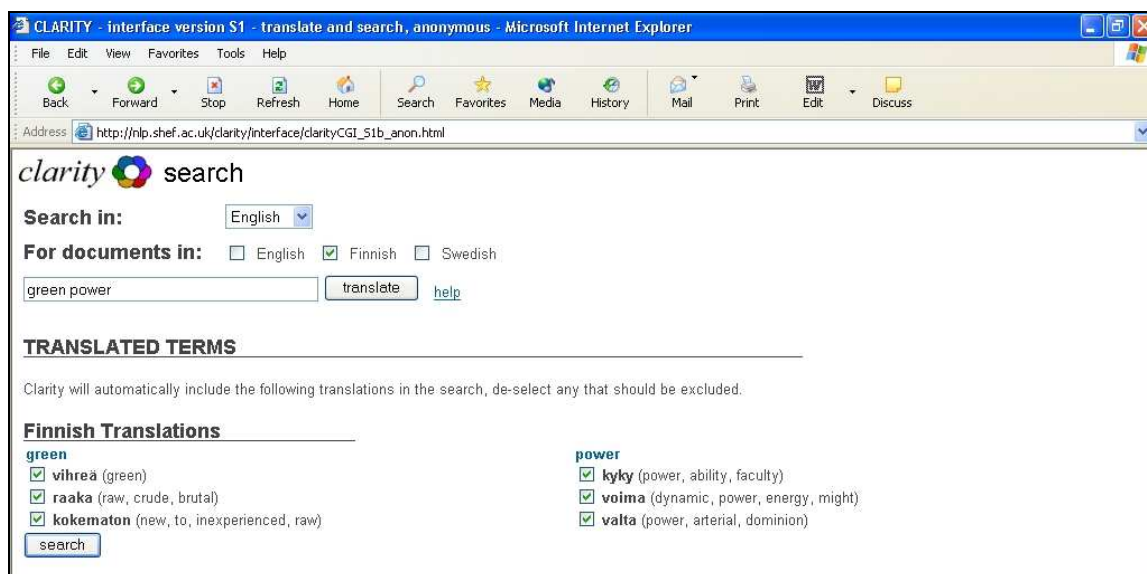 CLARITY - interface version S1 - translate and search, anonymous - Microsoft Internet Explorer
File Edit View Favorites Tools Help
Back Forward Stop Refresh Home Search Favorites Media History Mail Print Edit Discuss
Address http://nlp.shef.ac.uk/clarity/interface/clarityCGI_S1b_anon.html
clarity search
Search in: English
For documents in: English Finnish Swedish
green power translate help
TRANSLATED TERMS
Clarity will automatically include the following translations in the search, de-select any that should be excluded.
Finnish Translations
green power
vihreä (green) kyky (power, ability, faculty)
raaka (raw, crude, brutal) voima (dynamic, power, energy, might)
kokematon (new, to, inexperienced, raw) valta (power, arterial, dominion)
search